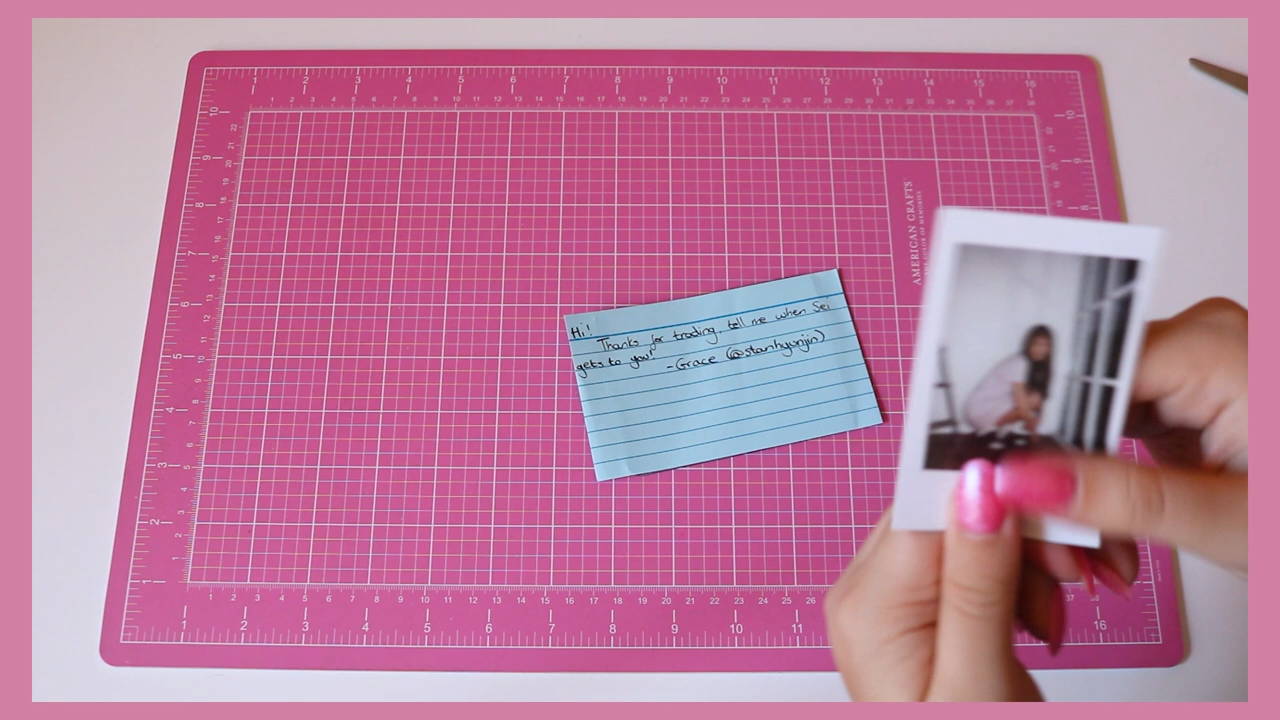 Hi!
Thanks for trading, tell me when Sei
gets to you!
-Grace (@stanhyunjin)
AMERICAN CRAFTS